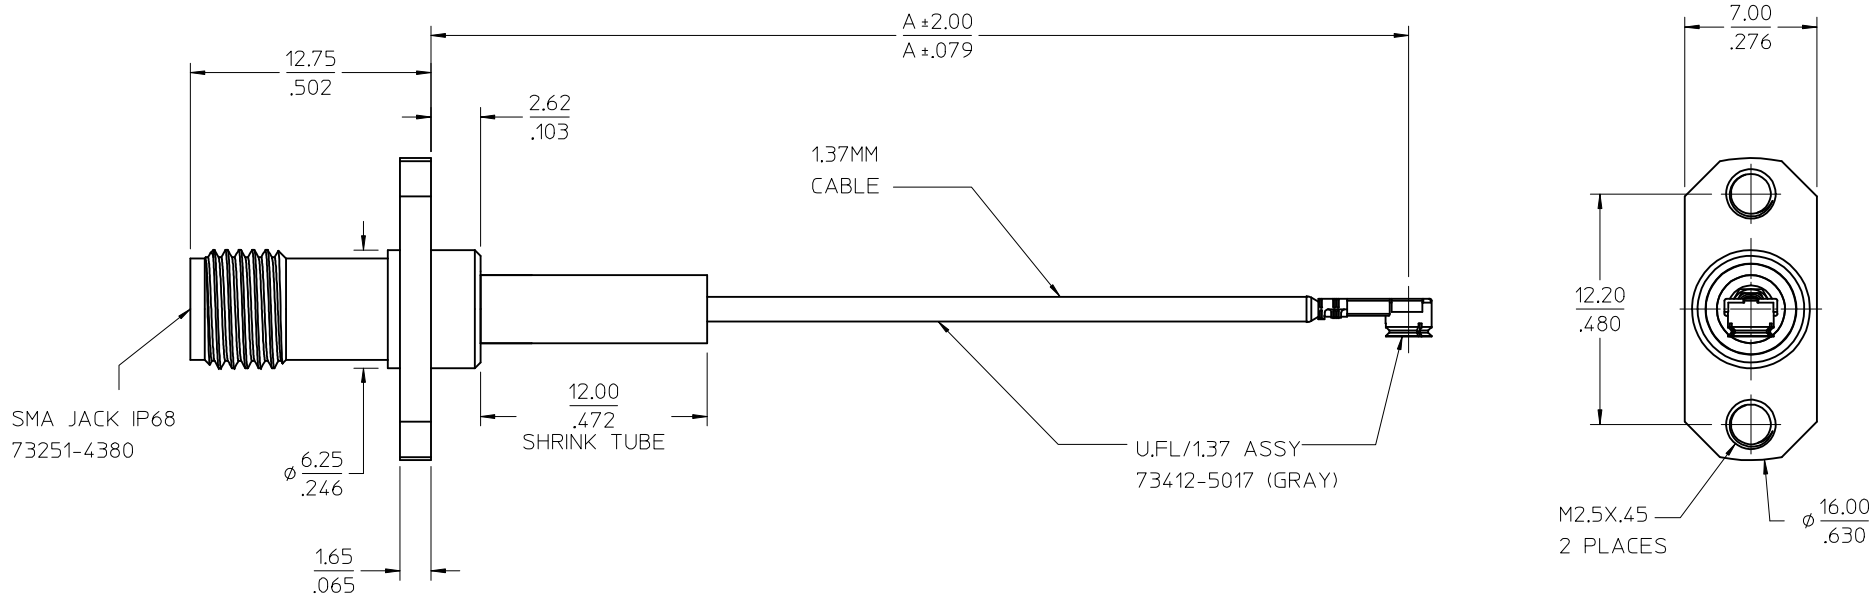 A ±2.00
A ±.079
7.00
.276
12.75
.502
2.62
.103
1.37MM
CABLE
12.20
.480
SMA JACK IP68
73251-4380
12.00
.472
SHRINK TUBE
⌀ 6.25
.246
U.FL/1.37 ASSY
73412-5017 (GRAY)
M2.5X.45
2 PLACES
⌀ 16.00
.630
1.65
.065